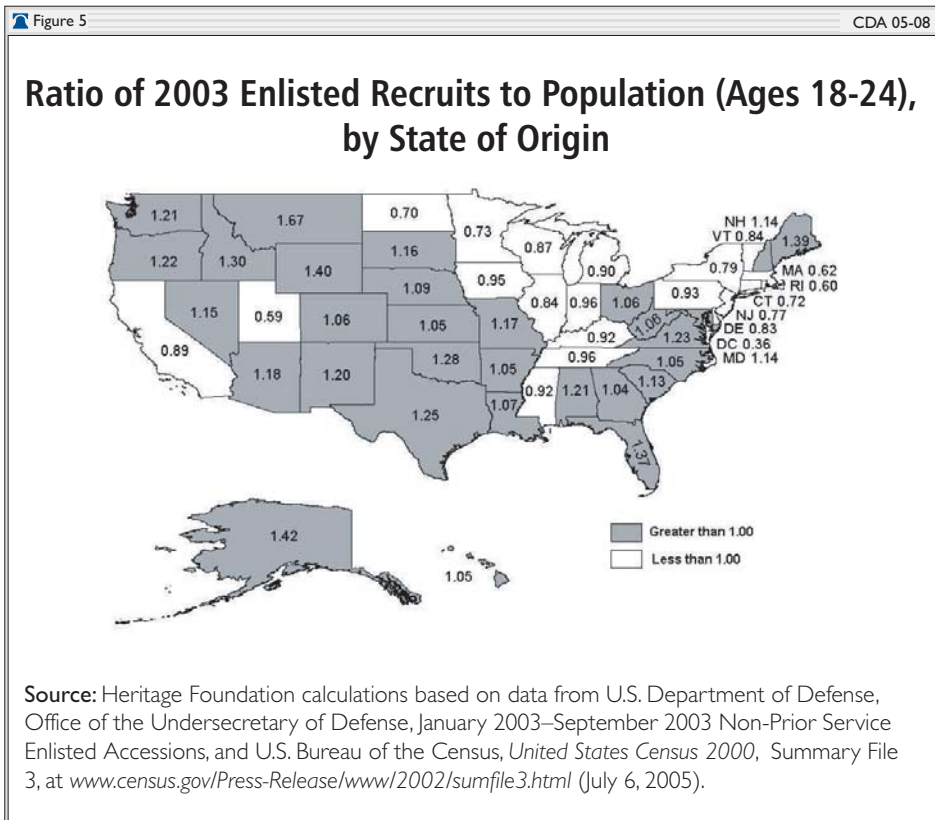 Figure 5
CDA 05-08
Ratio of 2003 Enlisted Recruits to Population (Ages 18-24),
by State of Origin
NH 1.14
VT 0.84
1.21
1.67
0.70
0.73
0.87
0.90
0.79
1.39
MA 0.62
RI 0.60
CT 0.72
NJ 0.77
DE 0.83
DC 0.36
MD 1.14
1.22
1.30
1.40
1.16
0.95
1.09
0.84
0.96
1.06
0.93
1.15
0.59
1.06
1.05
1.17
0.92
1.06
1.23
0.89
1.18
1.20
1.28
1.05
0.96
1.05
1.25
1.07
0.92
1.21
1.04
1.13
1.37
1.42
1.05
Greater than 1.00
Less than 1.00
Source: Heritage Foundation calculations based on data from U.S. Department of Defense,
Office of the Undersecretary of Defense, January 2003–September 2003 Non-Prior Service
Enlisted Accessions, and U.S. Bureau of the Census, United States Census 2000, Summary File
3, at www.census.gov/Press-Release/www/2002/sumfile3.html (July 6, 2005).